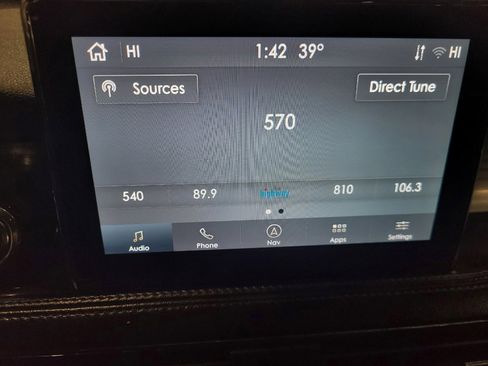 HI 1:42 39° HI
Sources Direct Tune
570
540 89.9 highway 810 106.3
Audio Phone Nav Apps Settings